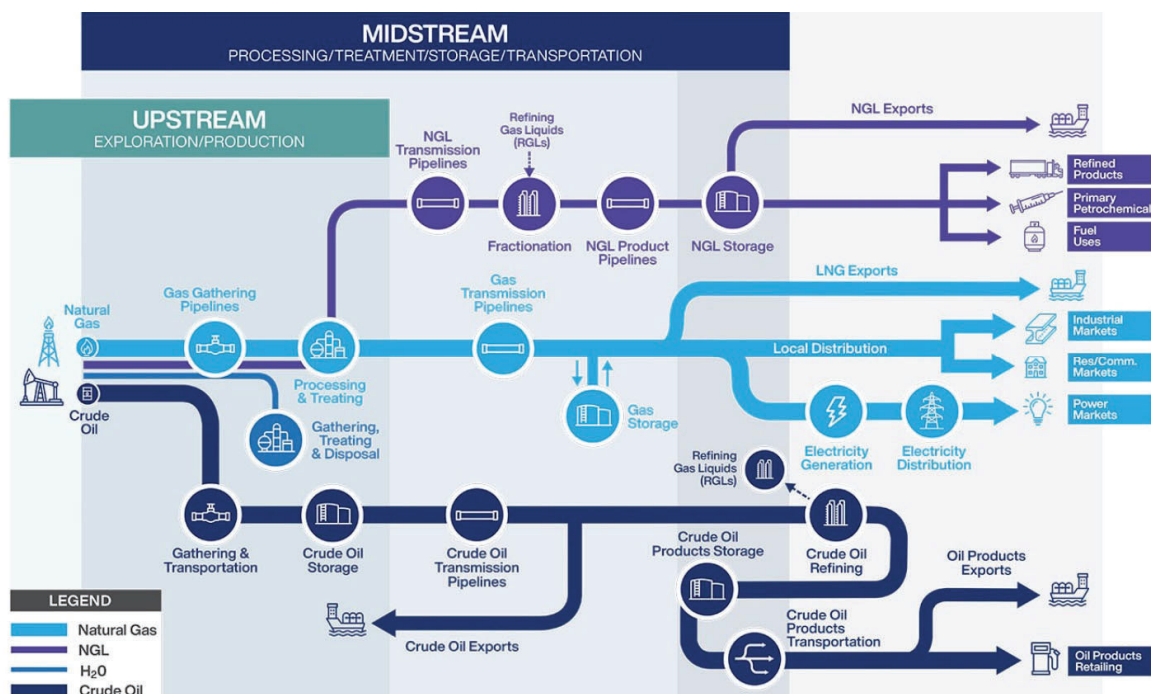 MIDSTREAM
PROCESSING/TREATMENT/STORAGE/TRANSPORTATION
UPSTREAM
EXPLORATION/PRODUCTION
NGL
Transmission
Pipelines
Refining
Gas Liquids
(RGLs)
Fractionation
NGL Product
Pipelines
NGL Storage
NGL Exports
Refined
Products
Primary
Petrochemical
Fuel
Uses
Natural
Gas
Gas Gathering
Pipelines
Processing
& Treating
Gas
Transmission
Pipelines
Gas
Storage
LNG Exports
Local Distribution
Industrial
Markets
Res/Comm.
Markets
Power
Markets
Electricity
Generation
Electricity
Distribution
Crude
Oil
Gathering,
Treating
& Disposal
Gathering &
Transportation
Crude Oil
Storage
Crude Oil
Transmission
Pipelines
Crude Oil Exports
Refining
Gas Liquids
(RGLs)
Crude Oil
Refining
Crude Oil
Products Storage
Crude Oil
Products
Transportation
Oil Products
Exports
Oil Products
Retailing
LEGEND
Natural Gas
NGL
H₂0
Crude Oil